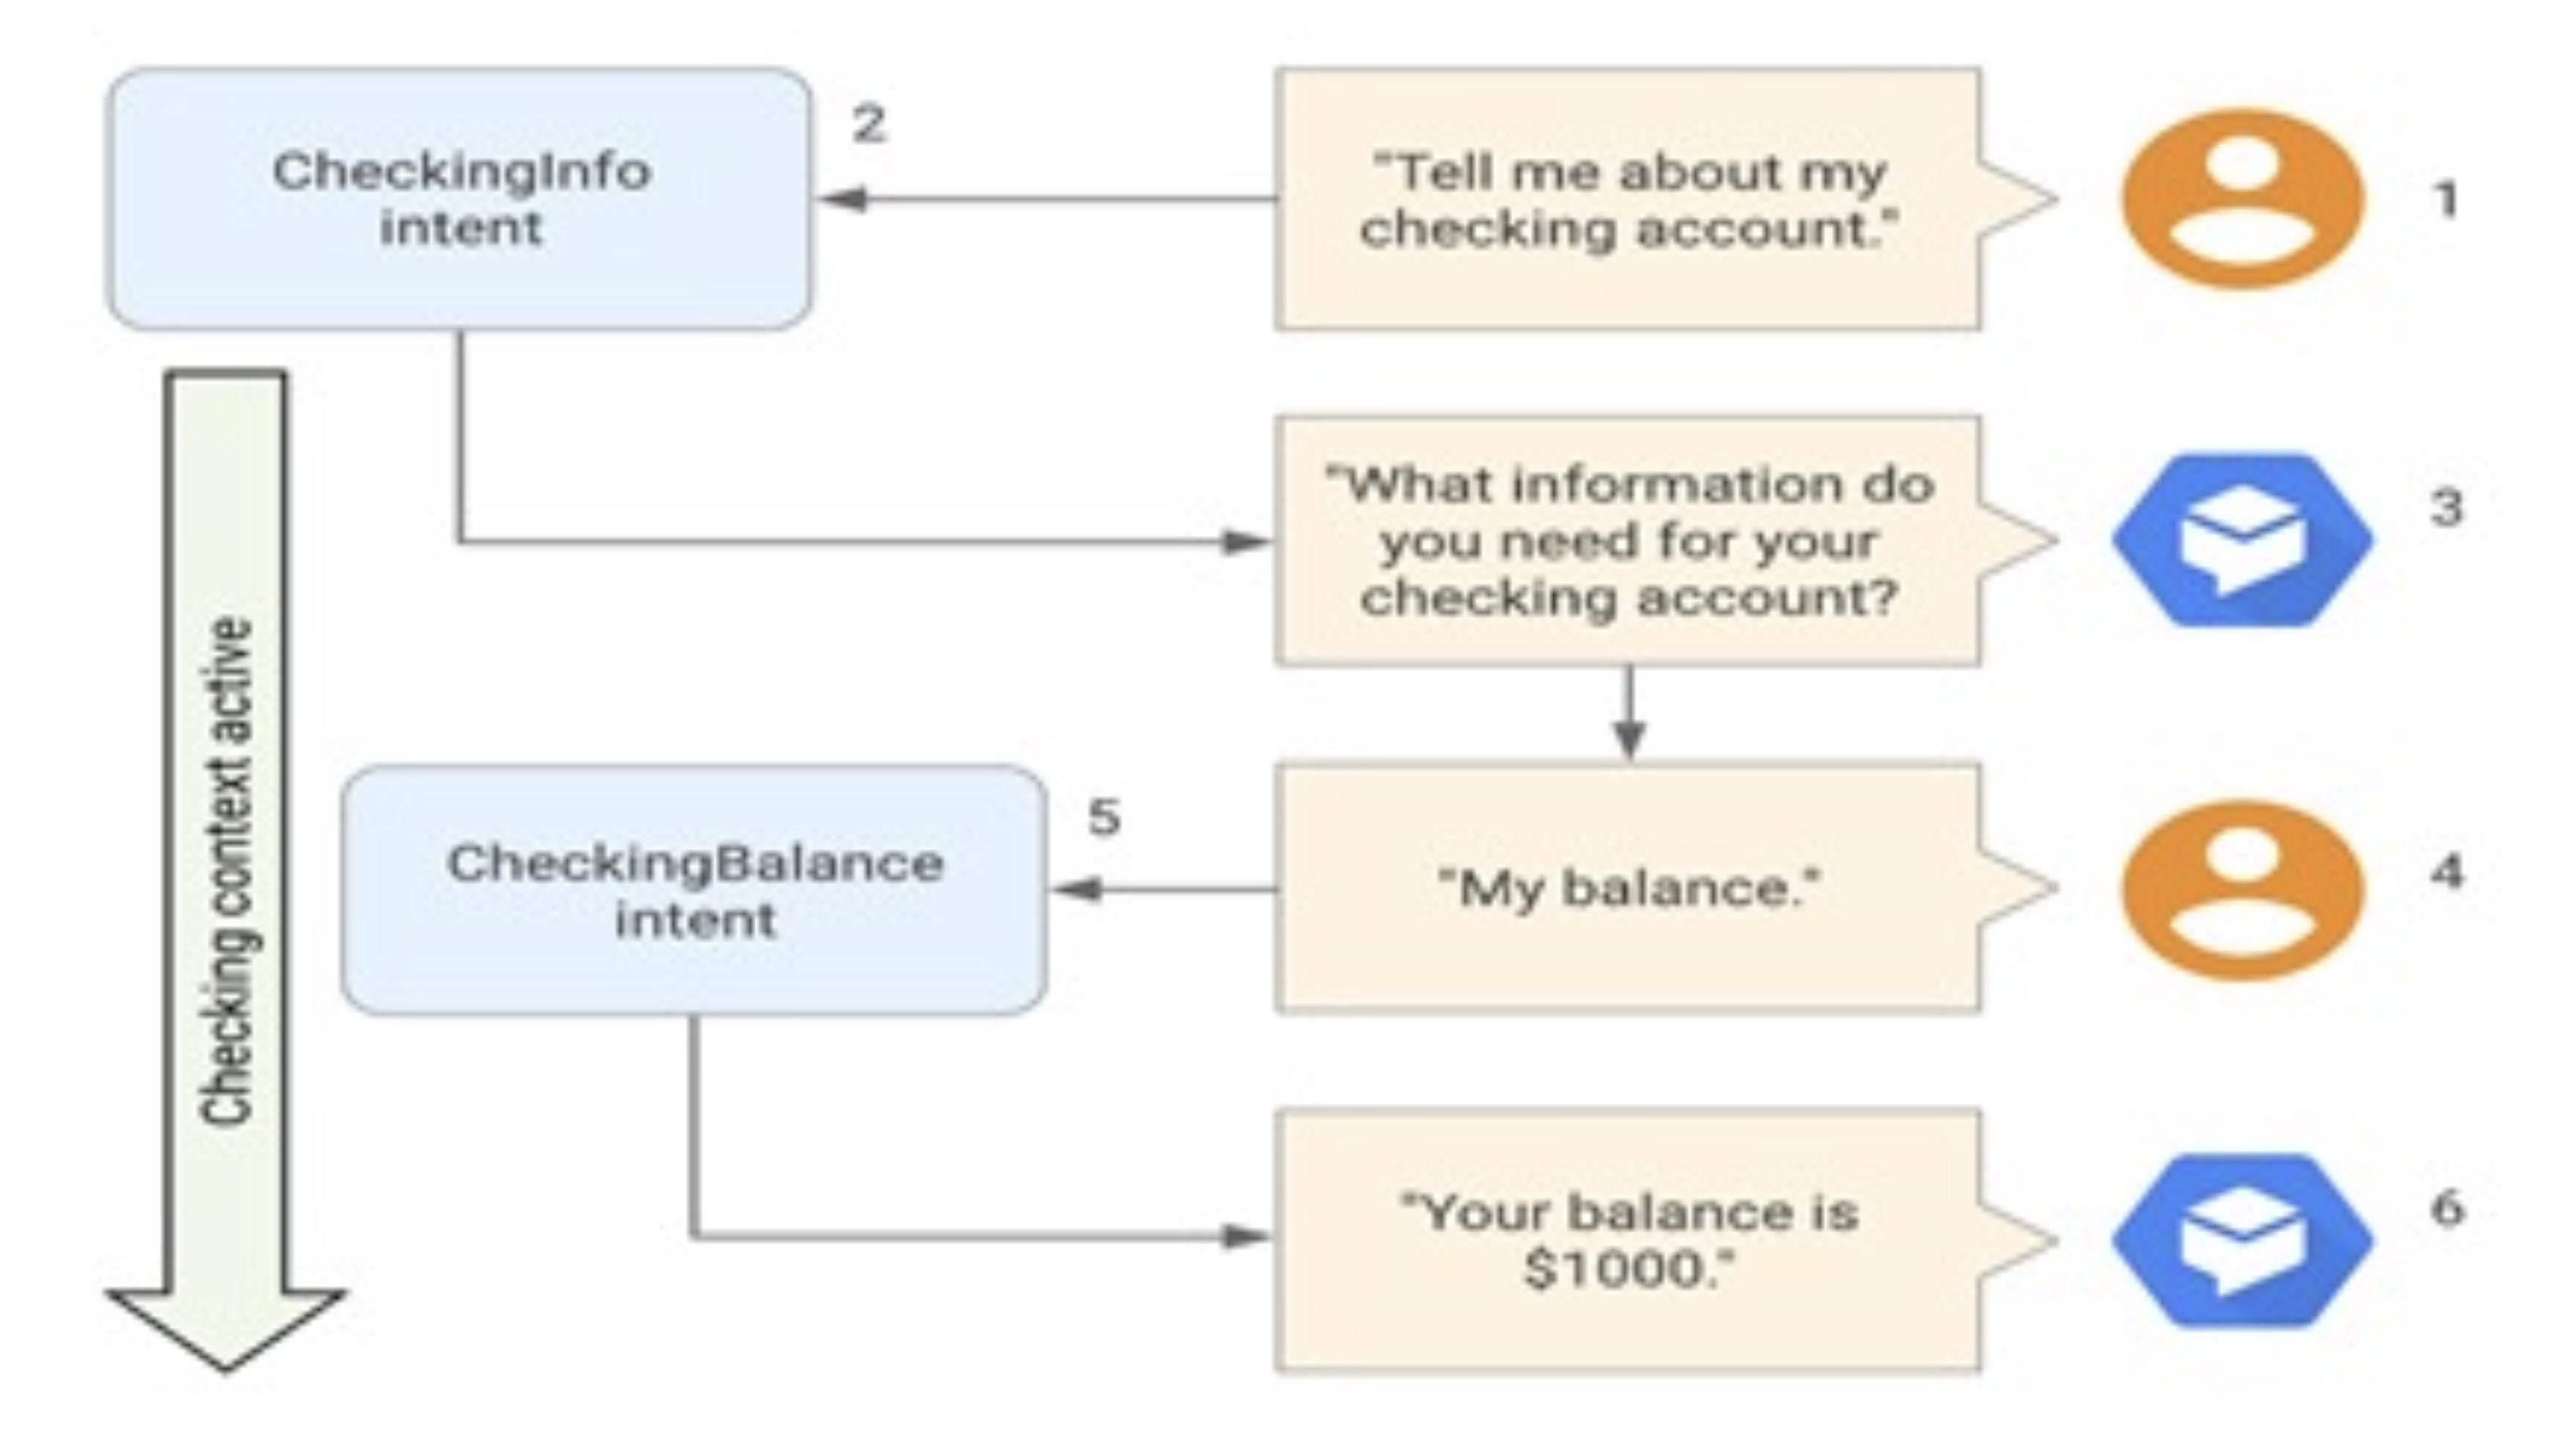 CheckingInfo
intent
2
"Tell me about my
checking account."
1
"What information do
you need for your
checking account?
3
Checking context active
CheckingBalance
intent
5
"My balance."
4
"Your balance is
$1000."
6